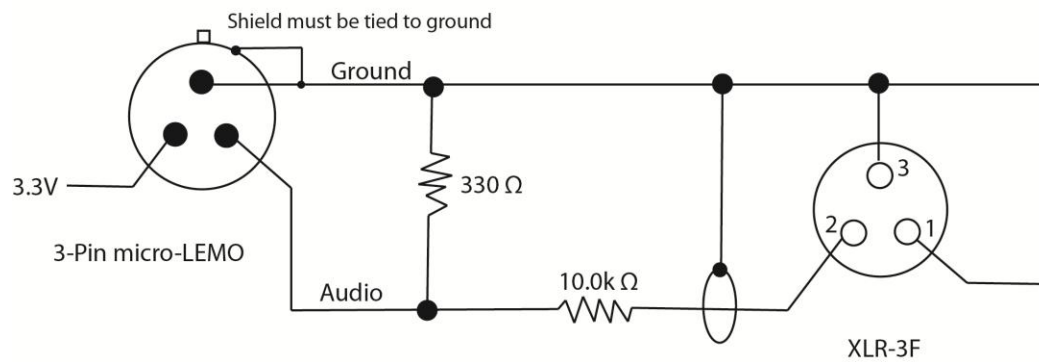 Shield must be tied to ground
Ground
3.3V
330 Ω
3
2
1
3-Pin micro-LEMO
Audio
10.0k Ω
XLR-3F